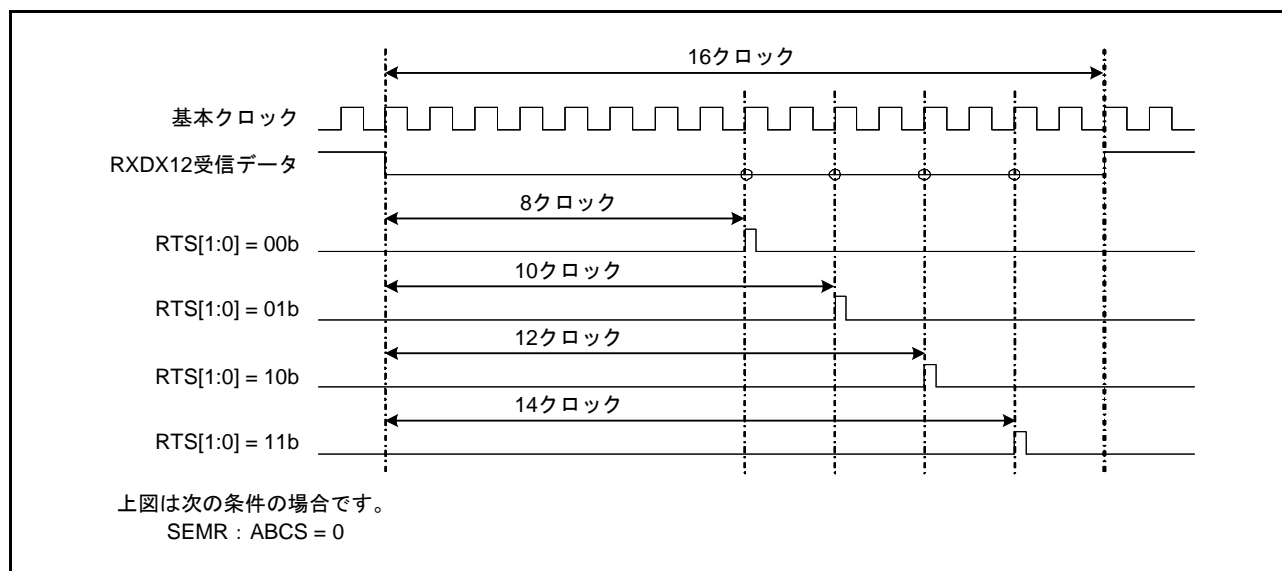 16クロック
基本クロック
RXDX12受信データ
8クロック
RTS[1:0] = 00b
10クロック
RTS[1:0] = 01b
12クロック
RTS[1:0] = 10b
14クロック
RTS[1:0] = 11b
上図は次の条件の場合です。
SEMR：ABCS = 0